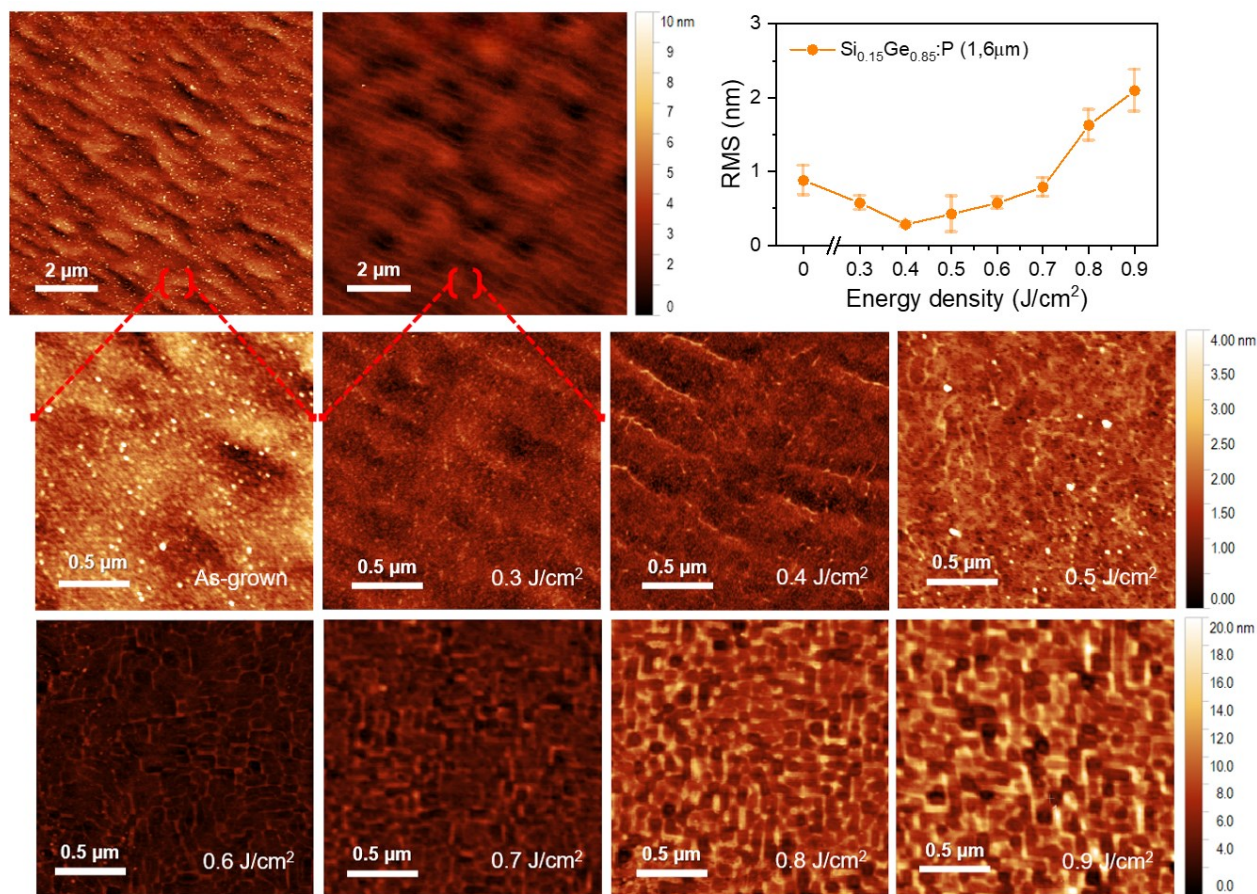 2 µm
2 µm
10 nm
9
8
7
6
5
4
3
2
1
0
3
2
1
0
RMS (nm)
Si0.15Ge0.85:P (1,6µm)
0 0.3 0.4 0.5 0.6 0.7 0.8 0.9
Energy density (J/cm²)
0.5 µm
As-grown
0.5 µm
0.3 J/cm²
0.5 µm
0.4 J/cm²
0.5 µm
0.5 J/cm²
4.00 nm
3.50
3.00
2.50
2.00
1.50
1.00
0.00
0.5 µm
0.6 J/cm²
0.5 µm
0.7 J/cm²
0.5 µm
0.8 J/cm²
0.5 µm
0.9 J/cm²
20.0 nm
18.0
16.0
14.0
12.0
10.0
8.0
6.0
4.0
2.0
0.0